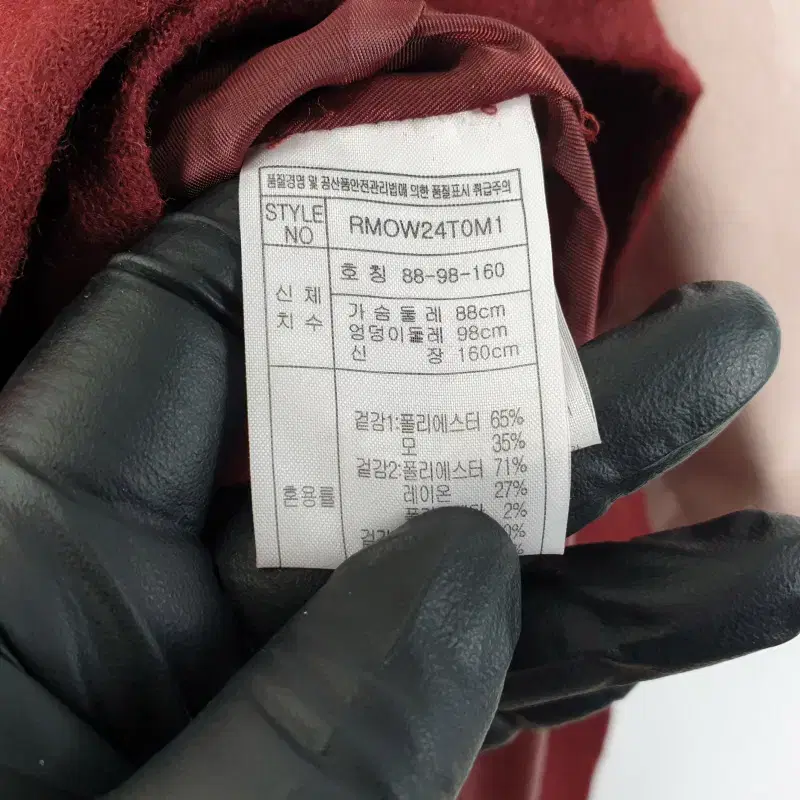 품질경영 및 공산품안전관리법에 의한 품질표시 취급주의
STYLE NO RMOW24T0M1
신체 치수
호 칭 88-98-160
가 슴 둘 레 88cm
엉덩이둘레 98cm
신 장 160cm
혼용률
겉감1:폴리에스터 65%
모 35%
겉감2:폴리에스터 71%
레이온 27%
2%